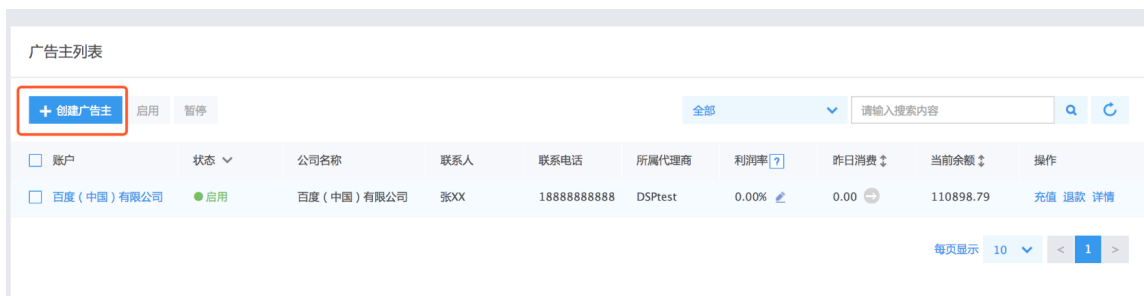 广告主列表
+ 创建广告主 启用 暂停 全部 请输入搜索内容
账户 状态 公司名称 联系人 联系电话 所属代理商 利润率 ? 昨日消费 当前余额 操作
百度（中国）有限公司 启用 百度（中国）有限公司 张XX 18888888888 DSPtest 0.00% 0.00 110898.79 充值 退款 详情
每页显示 10 < 1 >